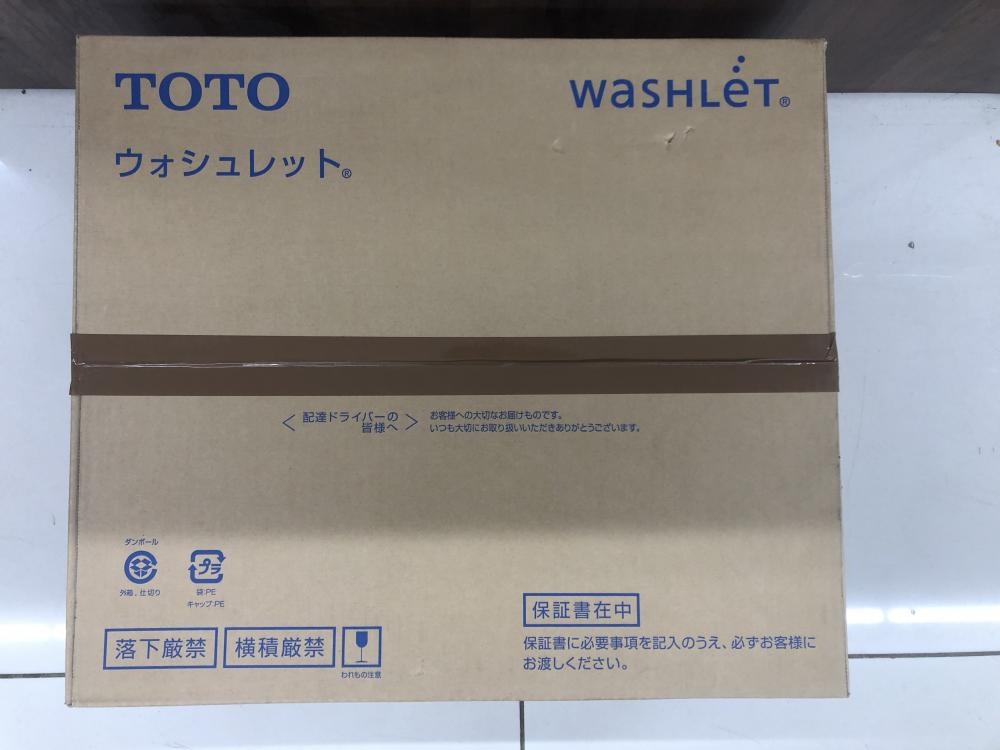 TOTO
WASHLET®
ウォシュレット®
<配達ドライバーの
皆様へ>
お客様への大切なお届けものです。
いつも大切にお取り扱いいただきありがとうございます。
ダンボール
外箱、仕切り
プラ
袋:PE
キャップ:PE
落下厳禁
横積厳禁
われもの注意
保証書在中
保証書に必要事項を記入のうえ、必ずお客様に
お渡しください。